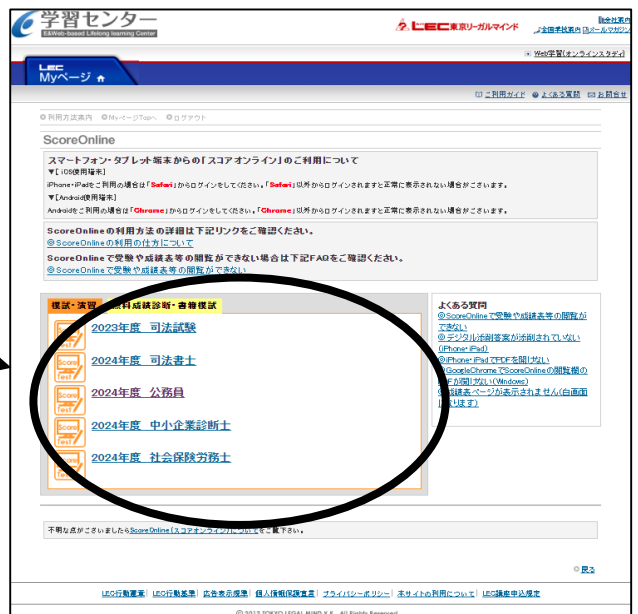 学習センター
E&Web-based Lifelong learning Center
LEC東京リーガルマインド
会社案内
全国学校案内 メールマガジン
Web学習(オンラインスタディ)
LEC
Myページ
ご利用ガイド よくある質問 お問合せ
利用方法案内 MyページTopへ ログアウト
ScoreOnline
スマートフォン・タブレット端末からの「スコアオンライン」のご利用について
▼[iOS使用端末]
iPhone・iPadをご利用の場合は「Safari」からログインをしてください。「Safari」以外からログインされますと正常に表示されない場合がございます。
▼[Android使用端末]
Androidをご利用の場合は「Chrome」からログインをしてください。「Chrome」以外からログインされますと正常に表示されない場合がございます。
ScoreOnlineの利用方法の詳細は下記リンクをご確認ください。
◎ScoreOnlineの利用の仕方について
ScoreOnlineで受験や成績表等の閲覧ができない場合は下記FAQをご確認ください。
◎ScoreOnlineで受験や成績表等の閲覧ができない
模試・演習 無料成績診断・書籍模試
2023年度 司法試験
2024年度 司法書士
2024年度 公務員
2024年度 中小企業診断士
2024年度 社会保険労務士
よくある質問
◎ScoreOnlineで受験や成績表等の閲覧が
できない
◎デジタル添削答案が添削されていない
(iPhone・iPad)
◎iPhone・iPadでPDFを開けない
◎GoogleChromeでScoreOnlineの閲覧欄の
PDFが開けない(Windows)
◎成績表ページが表示されません(白画面
になります)
不明な点がございましたらScoreOnline(スコアオンライン)についてをご覧下さい。
戻る
LEC行動憲章| LEC行動基準| 広告表示規準| 個人情報保護宣言| プライバシーポリシー| 本サイトの利用について| LEC講座申込規定
© 2013 TOKYO LEGAL MIND K.K., All Rights Reserved.